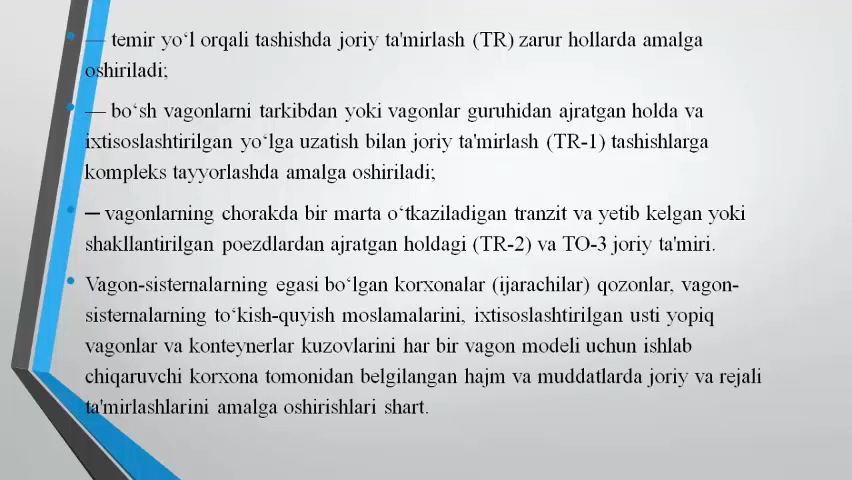 — temir yo‘l orqali tashishda joriy ta'mirlash (TR) zarur hollarda amalga
oshiriladi;
— bo‘sh vagonlarni tarkibdan yoki vagonlar guruhidan ajratgan holda va
ixtisoslashtirilgan yo‘lga uzatish bilan joriy ta'mirlash (TR-1) tashishlarga
kompleks tayyorlashda amalga oshiriladi;
– vagonlarning chorakda bir marta o‘tkaziladigan tranzit va yetib kelgan yoki
shakllantirilgan poezdlardan ajratgan holdagi (TR-2) va TO-3 joriy ta'miri.
Vagon-sisternalarning egasi bo‘lgan korxonalar (ijarachilar) qozonlar, vagon-
sisternalarning to‘kish-quyish moslamalarini, ixtisoslashtirilgan usti yopiq
vagonlar va konteynerlar kuzovlarini har bir vagon modeli uchun ishlab
chiqaruvchi korxona tomonidan belgilangan hajm va muddatlarda joriy va rejali
ta'mirlashlarini amalga oshirishlari shart.